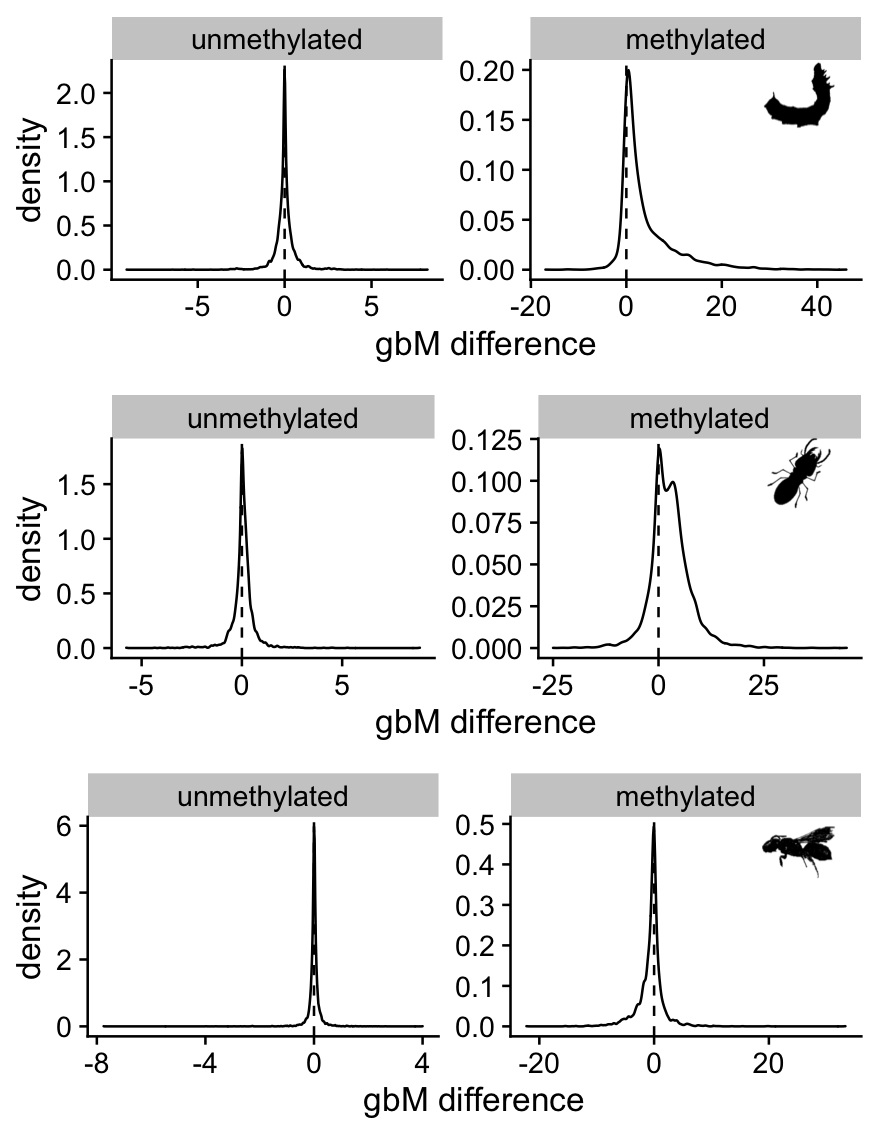 unmethylated methylated
density
2.0
1.5
1.0
0.5
0.0
0.20
0.15
0.10
0.05
0.00
-5 0 5 -20 0 20 40
gbM difference
unmethylated methylated
density
1.5
1.0
0.5
0.0
0.125
0.100
0.075
0.050
0.025
0.000
-5 0 5 -25 0 25
gbM difference
unmethylated methylated
density
6
4
2
0
0.5
0.4
0.3
0.2
0.1
0.0
-8 -4 0 4 -20 0 20
gbM difference